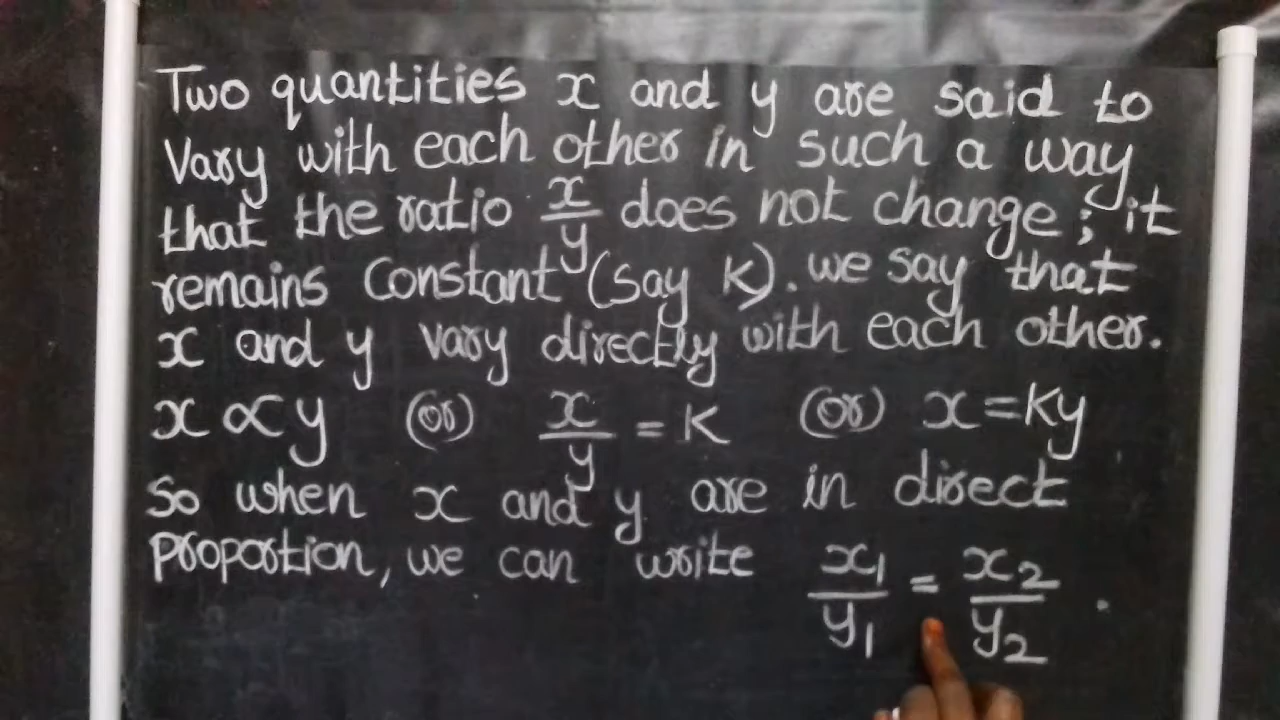 Two quantities x and y are said to
Vary with each other in such a way
that the ratio x/y does not change; it
remains Constant (say K). we say that
x and y vary directly with each other.
x ∝ y (or) x/y = K (or) x = Ky
So when x and y are in direct
proportion, we can write x₁/y₁ = x₂/y₂ .